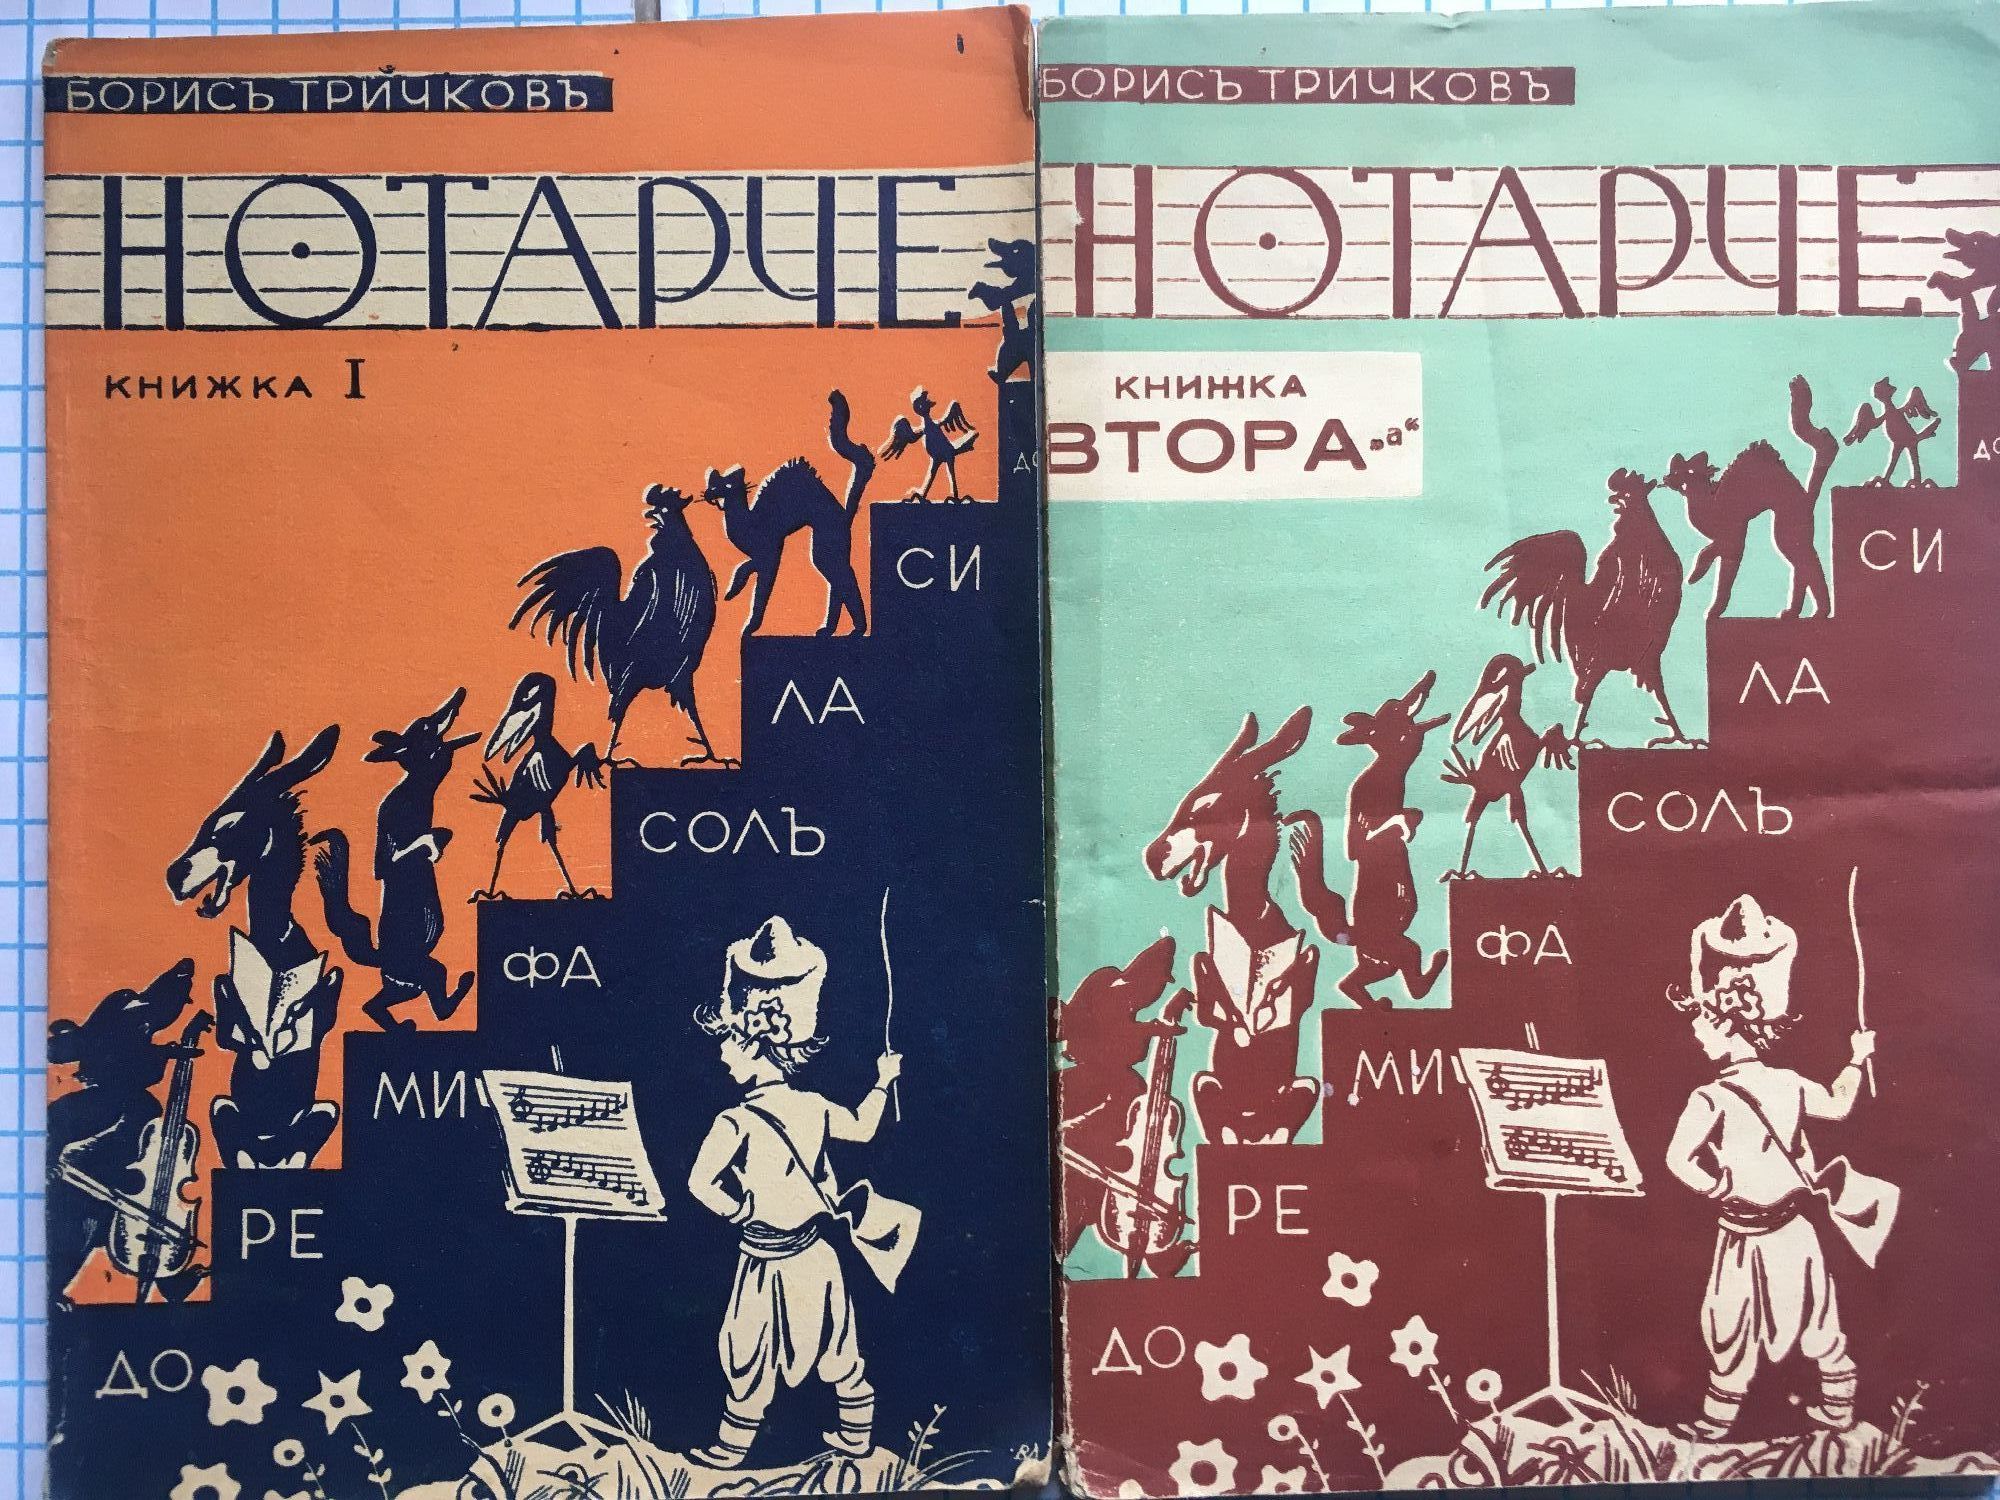 БОРИСЪ ТРИЧКОВЪ
НОТАРЧЕ
КНИЖКА I
ДО
СИ
ЛА
СОЛЪ
ФА
МИ
РЕ
ДО
БОРИСЪ ТРИЧКОВЪ
НОТАРЧЕ
КНИЖКА
ВТОРА „а“
ДО
СИ
ЛА
СОЛЪ
ФА
МИ
РЕ
ДО